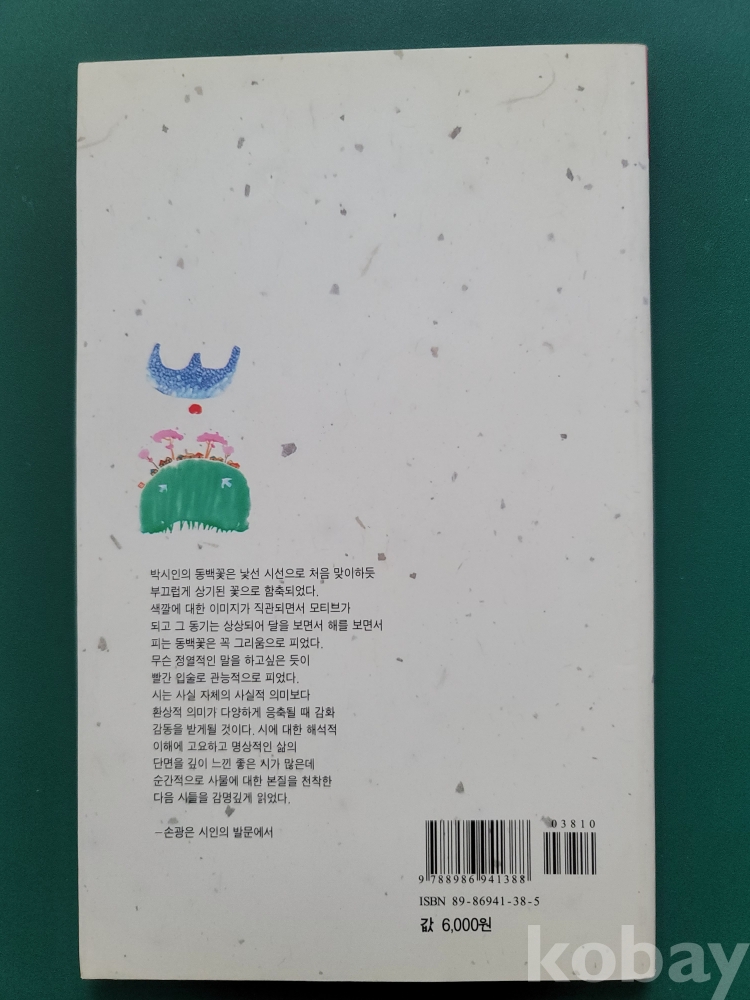 박시인의 동백꽃은 낯선 시선으로 처음 맞이하듯
부끄럽게 상기된 꽃으로 함축되었다.
색깔에 대한 이미지가 직관되면서 모티브가
되고 그 동기는 상상되어 달을 보면서 해를 보면서
피는 동백꽃은 꼭 그리움으로 피었다.
무슨 정열적인 말을 하고싶은 듯이
빨간 입술로 관능적으로 피었다.
시는 사실 자체의 사실적 의미보다
환상적 의미가 다양하게 응축될 때 감화
감동을 받게될 것이다. 시에 대한 해석적
이해에 고요하고 명상적인 삶의
단면을 깊이 느낀 좋은 시가 많은데
순간적으로 사물에 대한 본질을 천착한
다음 시들을 감명깊게 읽었다.
–손광은 시인의 발문에서
03810
9 788986 941388
ISBN 89-86941-38-5
값 6,000원
kobay